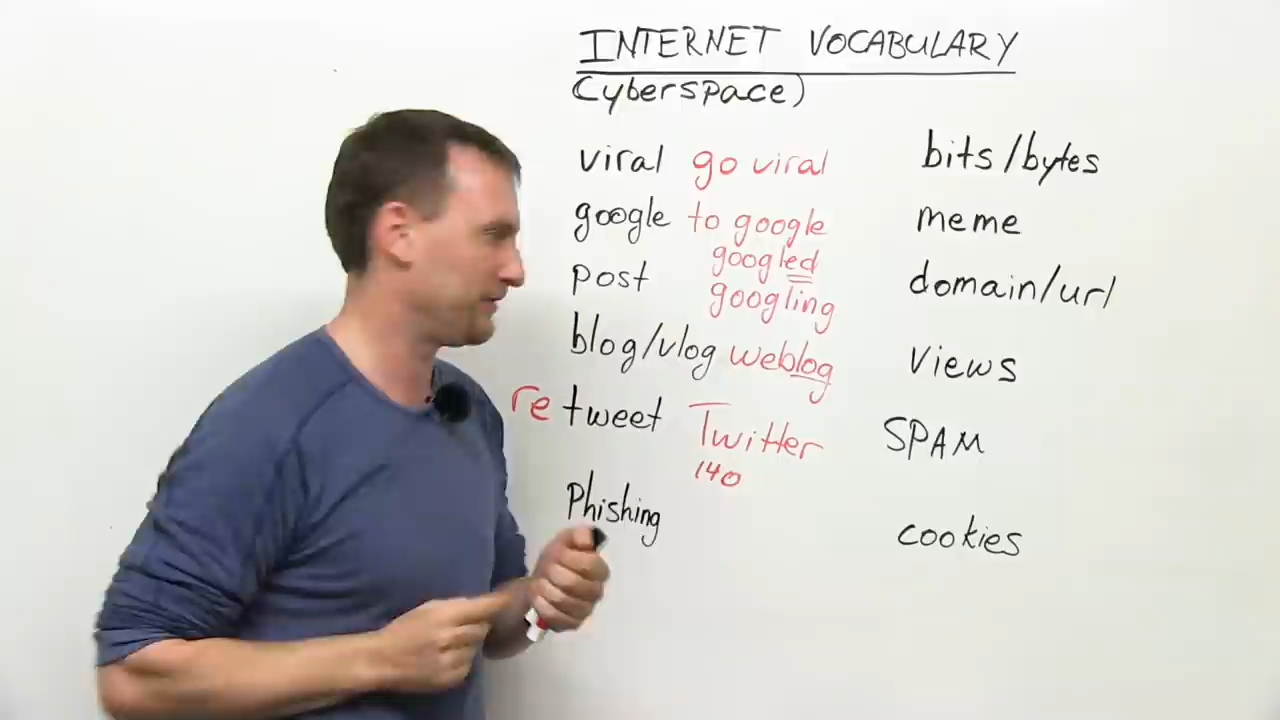 INTERNET VOCABULARY
Cyberspace)
viral go viral
google to google
googled
post
googling
blog/vlog weblog
retweet Twitter
140
Phishing
bits/bytes
meme
domain/url
views
SPAM
cookies